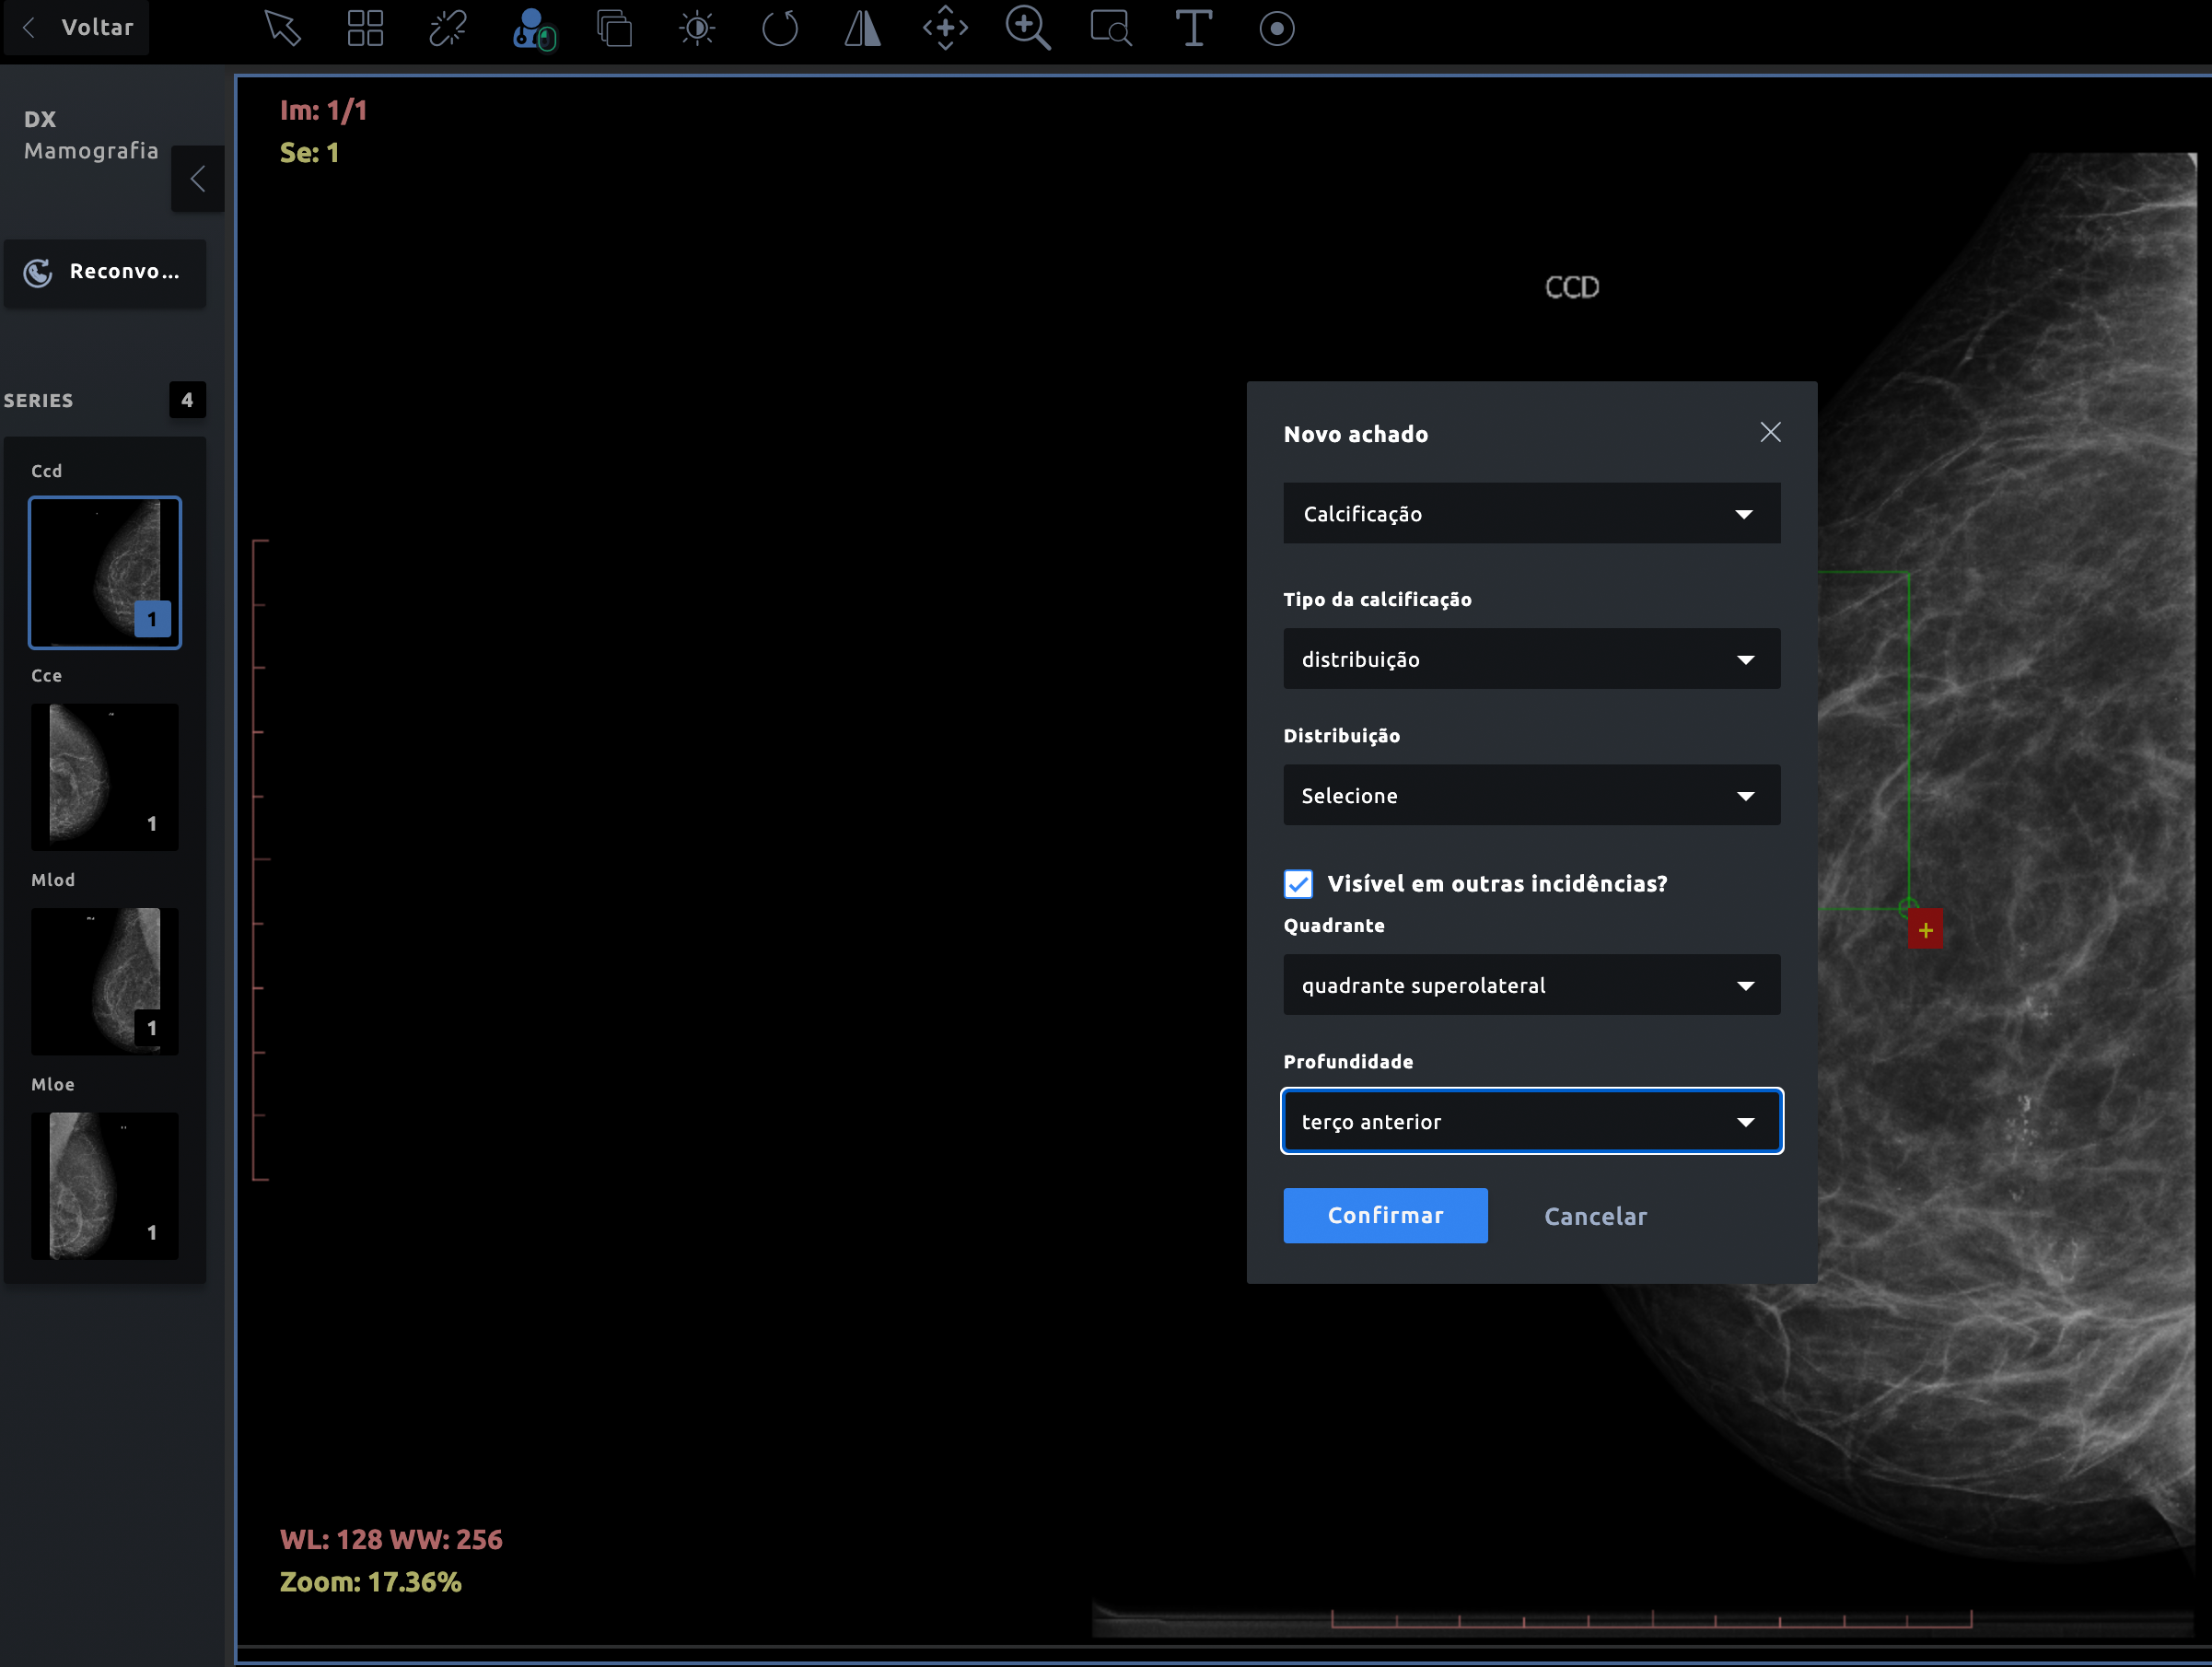 Voltar
DX
Mamografia
Reconvo...
SERIES 4
Ccd
1
Cce
1
Mlod
1
Mloe
1
Im: 1/1
Se: 1
CCD
Novo achado
Calcificação
Tipo da calcificação
distribuição
Distribuição
Selecione
Visível em outras incidências?
Quadrante
quadrante superolateral
Profundidade
terço anterior
Confirmar Cancelar
WL: 128 WW: 256
Zoom: 17.36%